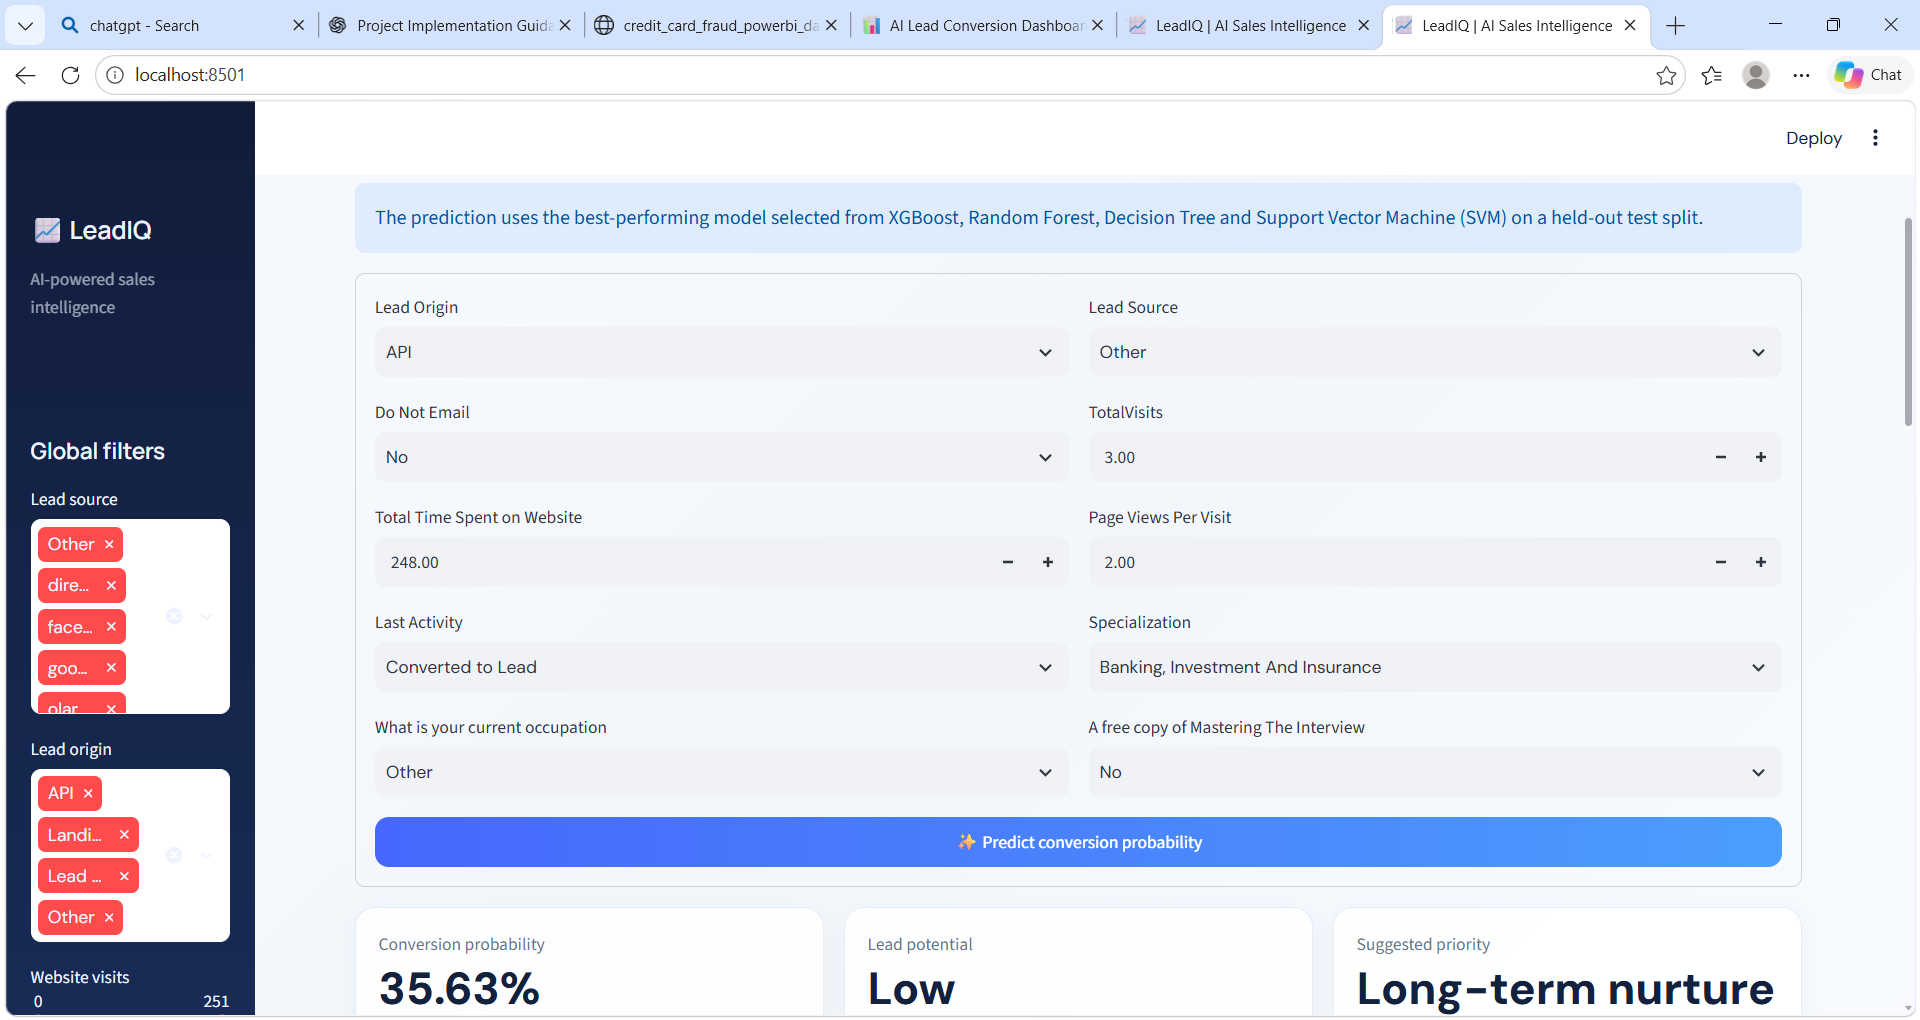 chatgpt - Search
Project Implementation Guida
credit_card_fraud_powerbi_da
AI Lead Conversion Dashboar
LeadIQ | AI Sales Intelligence
LeadIQ | AI Sales Intelligence
localhost:8501
Chat
Deploy
LeadIQ
AI-powered sales
intelligence
Global filters
Lead source
Other
dire...
face...
goo...
olar
Lead origin
API
Landi...
Lead ...
Other
Website visits
0 251
The prediction uses the best-performing model selected from XGBoost, Random Forest, Decision Tree and Support Vector Machine (SVM) on a held-out test split.
Lead Origin
API
Lead Source
Other
Do Not Email
No
TotalVisits
3.00
Total Time Spent on Website
248.00
Page Views Per Visit
2.00
Last Activity
Converted to Lead
Specialization
Banking, Investment And Insurance
What is your current occupation
Other
A free copy of Mastering The Interview
No
✨ Predict conversion probability
Conversion probability
35.63%
Lead potential
Low
Suggested priority
Long-term nurture